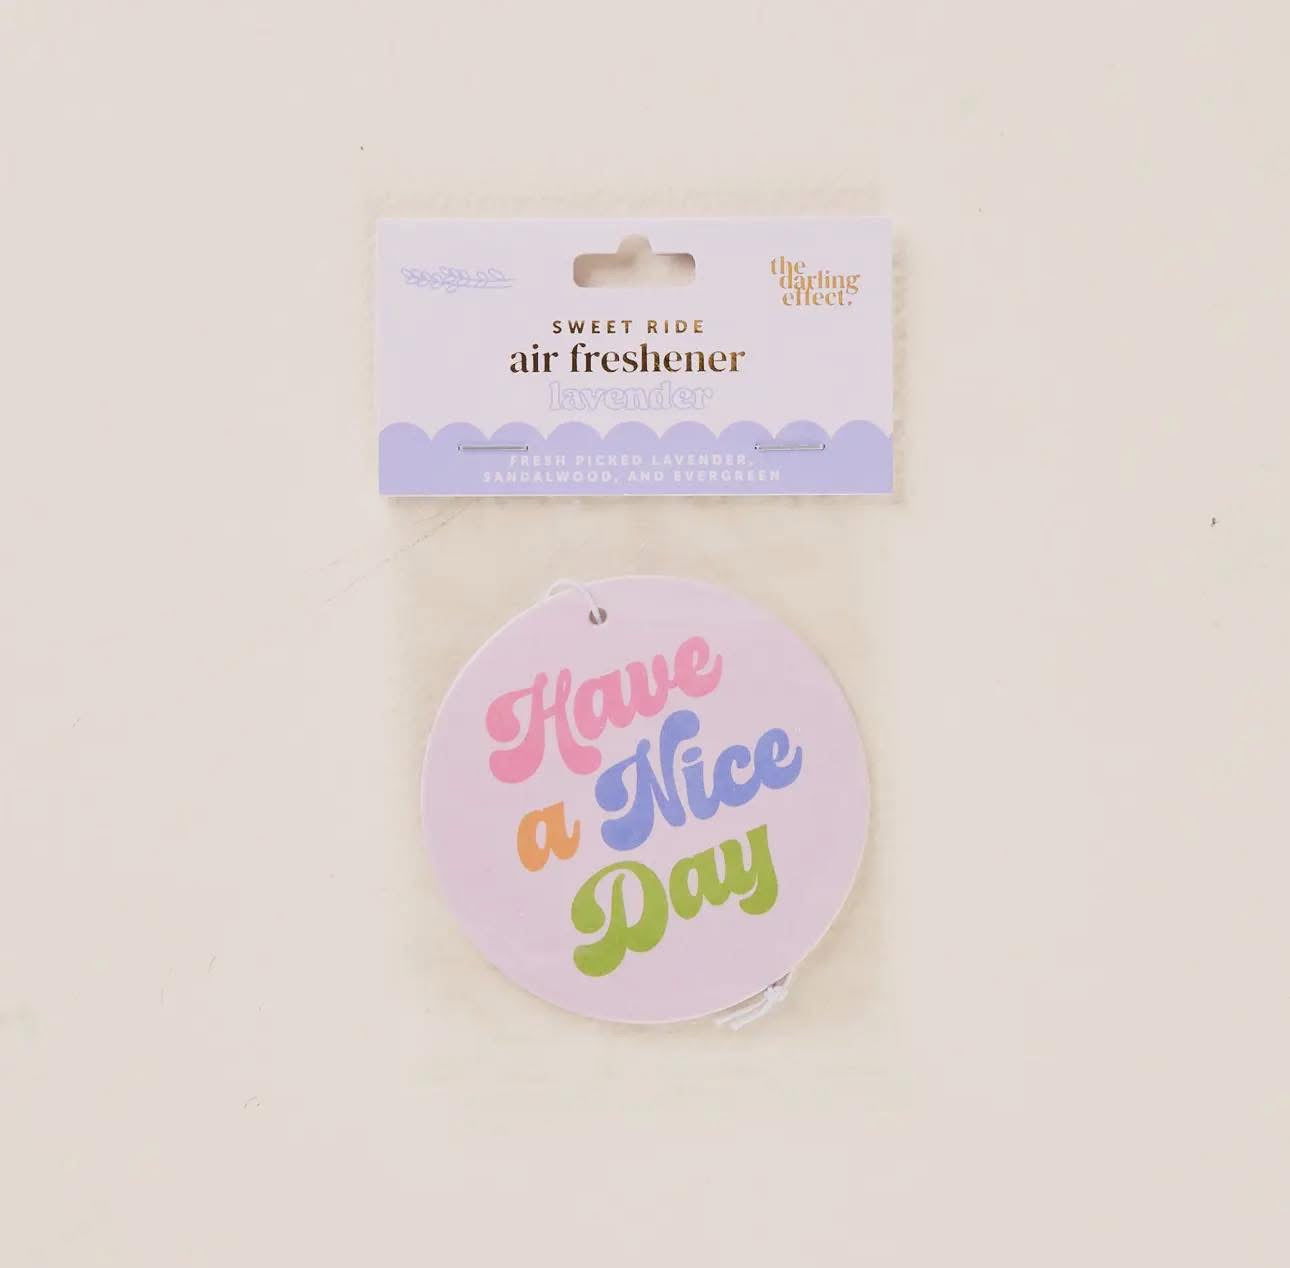 the
darling
effect.
SWEET RIDE
air freshener
lavender
FRESH PICKED LAVENDER,
SANDALWOOD, AND EVERGREEN
Have
a Nice
Day